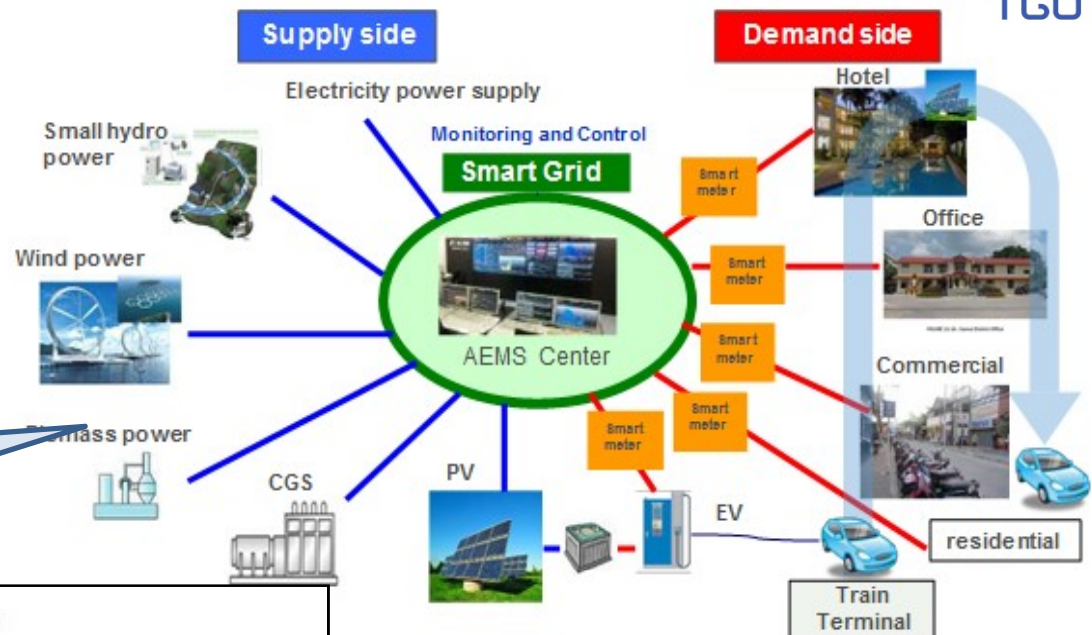 TGO
Supply side
Demand side
Electricity power supply
Hotel
Small hydro
power
Monitoring and Control
Smart Grid
Smart
meter
Office
Wind power
Smart
meter
AEMS Center
Smart
meter
Commercial
Biomass power
Smart
meter
Smart
meter
CGS
PV
EV
residential
Train
Terminal